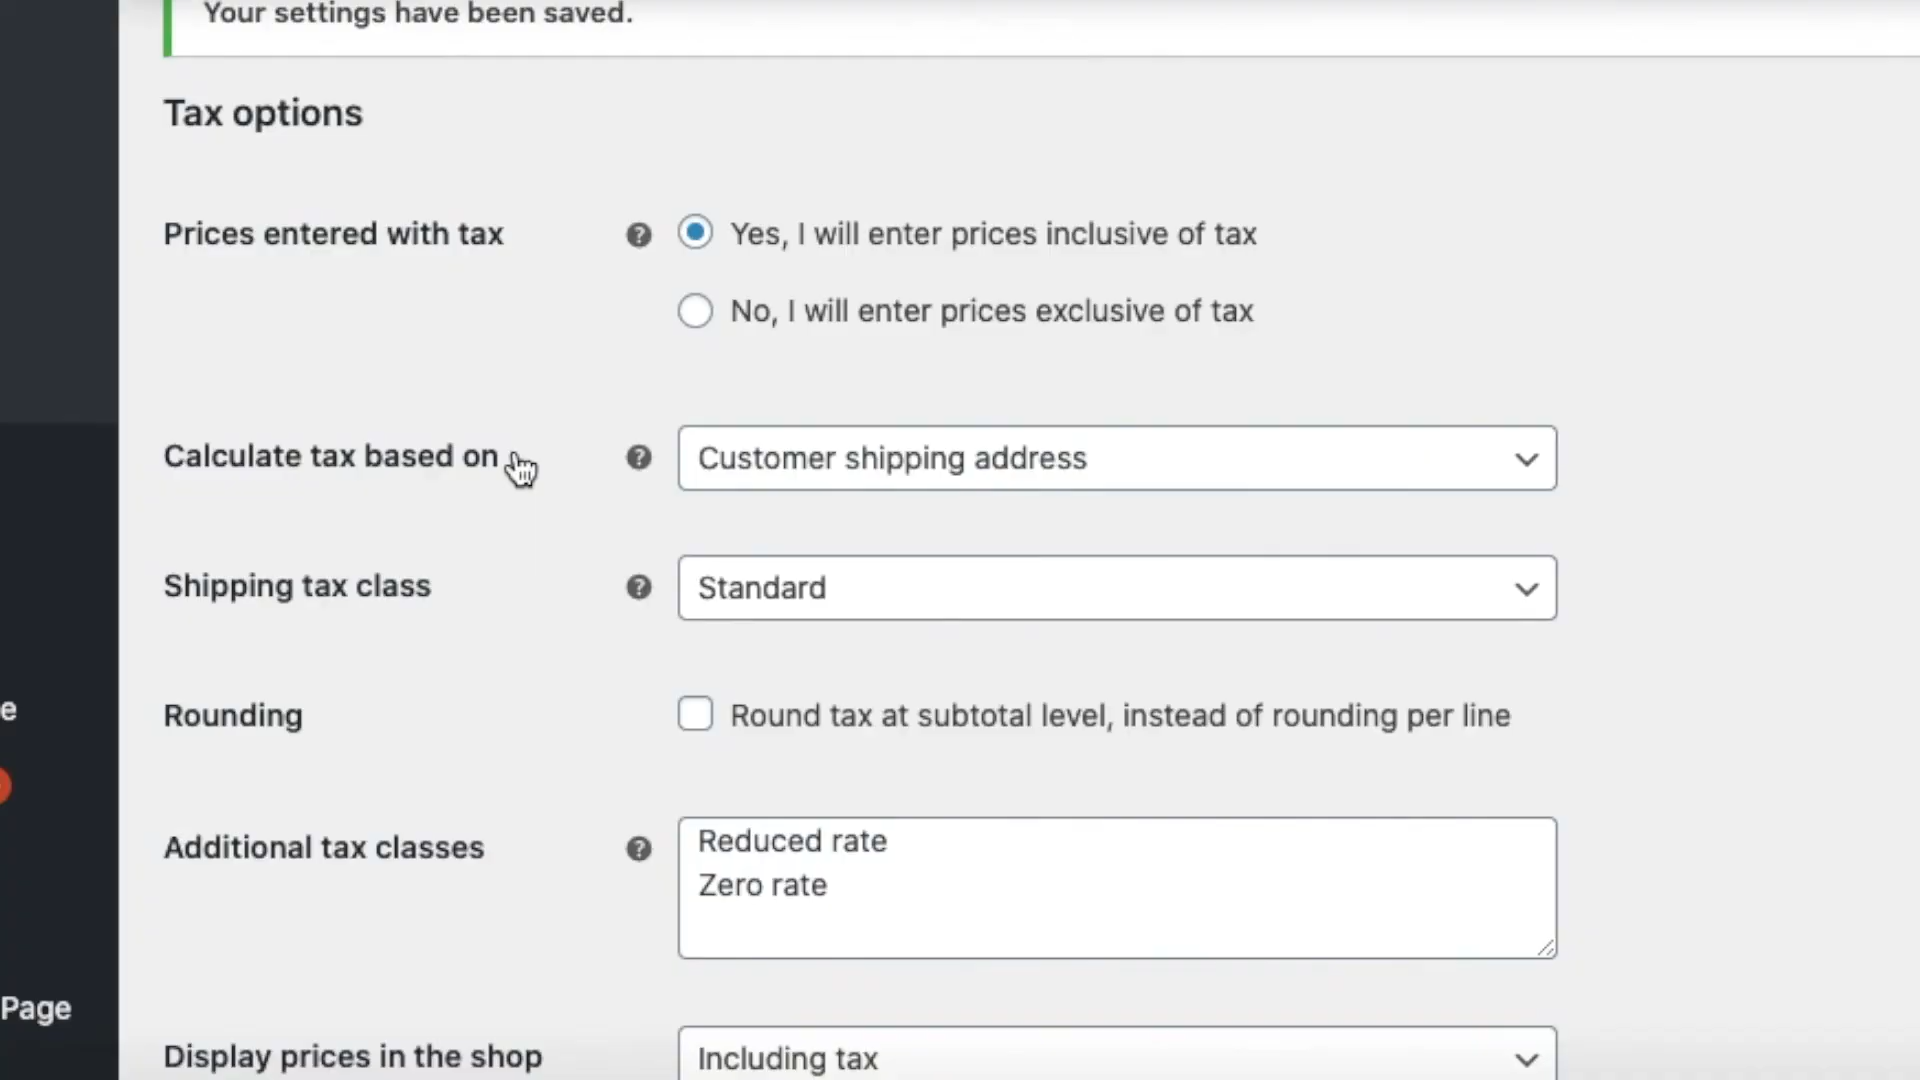 Your settings have been saved.
Tax options
Prices entered with tax
Yes, I will enter prices inclusive of tax
No, I will enter prices exclusive of tax
Calculate tax based on
Customer shipping address
Shipping tax class
Standard
Rounding
Round tax at subtotal level, instead of rounding per line
e
Additional tax classes
Reduced rate
Zero rate
Page
Display prices in the shop
Including tax